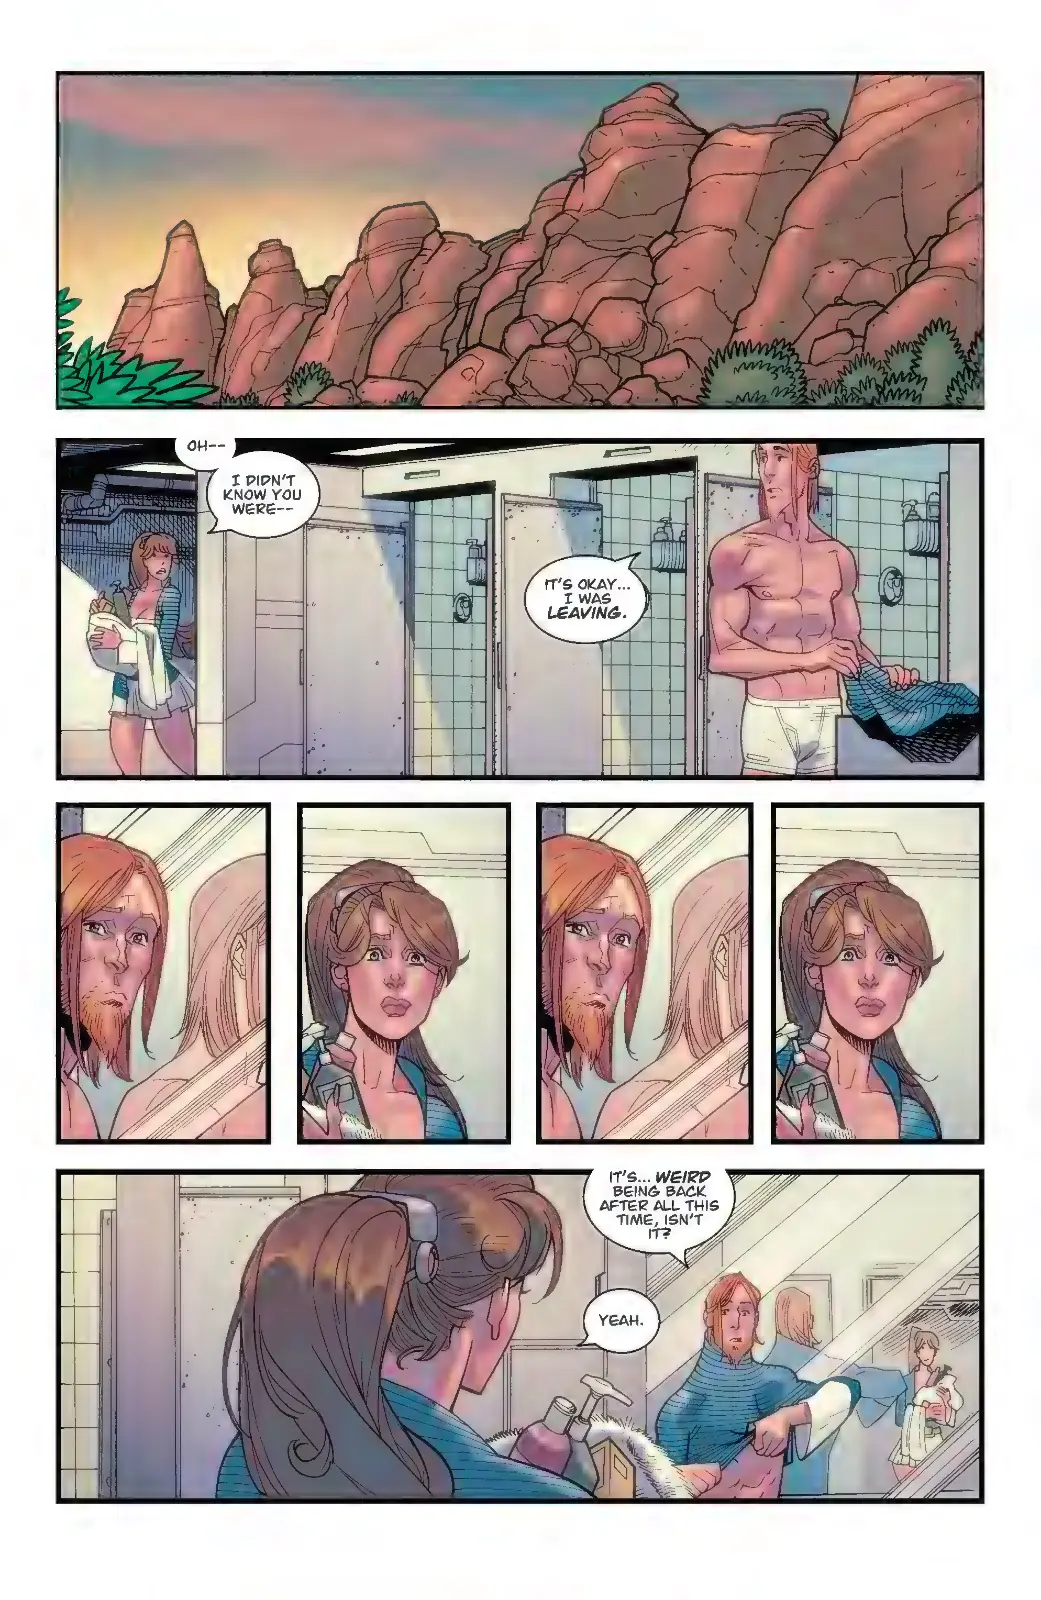 OH--
I DIDN'T
KNOW YOU
WERE--
IT'S OKAY...
I WAS
LEAVING.
IT'S... WEIRD
BEING BACK
AFTER ALL THIS
TIME, ISN'T
IT?
YEAH.